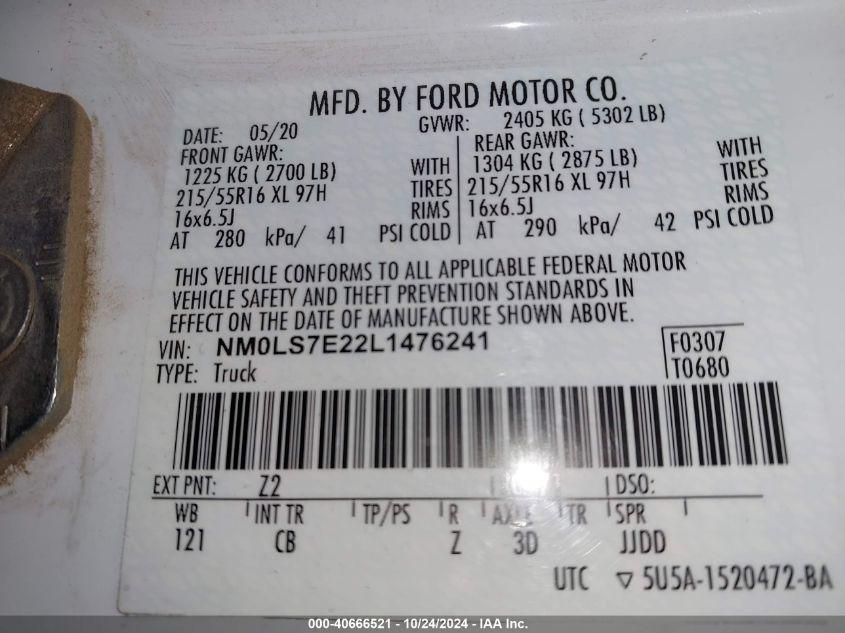 MFD. BY FORD MOTOR CO.
DATE: 05/20 GVWR: 2405 KG ( 5302 LB)
FRONT GAWR: REAR GAWR:
1225 KG ( 2700 LB) WITH 1304 KG ( 2875 LB) WITH
215/55R16 XL 97H TIRES 215/55R16 XL 97H TIRES
16x6.5J RIMS 16x6.5J RIMS
AT 280 kPa/ 41 PSI COLD AT 290 kPa/ 42 PSI COLD
THIS VEHICLE CONFORMS TO ALL APPLICABLE FEDERAL MOTOR
VEHICLE SAFETY AND THEFT PREVENTION STANDARDS IN
EFFECT ON THE DATE OF MANUFACTURE SHOWN ABOVE.
VIN: NM0LS7E22L1476241 F0307
TYPE: Truck T0680
EXT PNT: Z2 DSO:
WB INT TR TP/PS R AXLE TR SPR
121 CB Z 3D JJDD
UTC ▽ 5U5A-1520472-BA
000-40666521 - 10/24/2024 - IAA Inc.